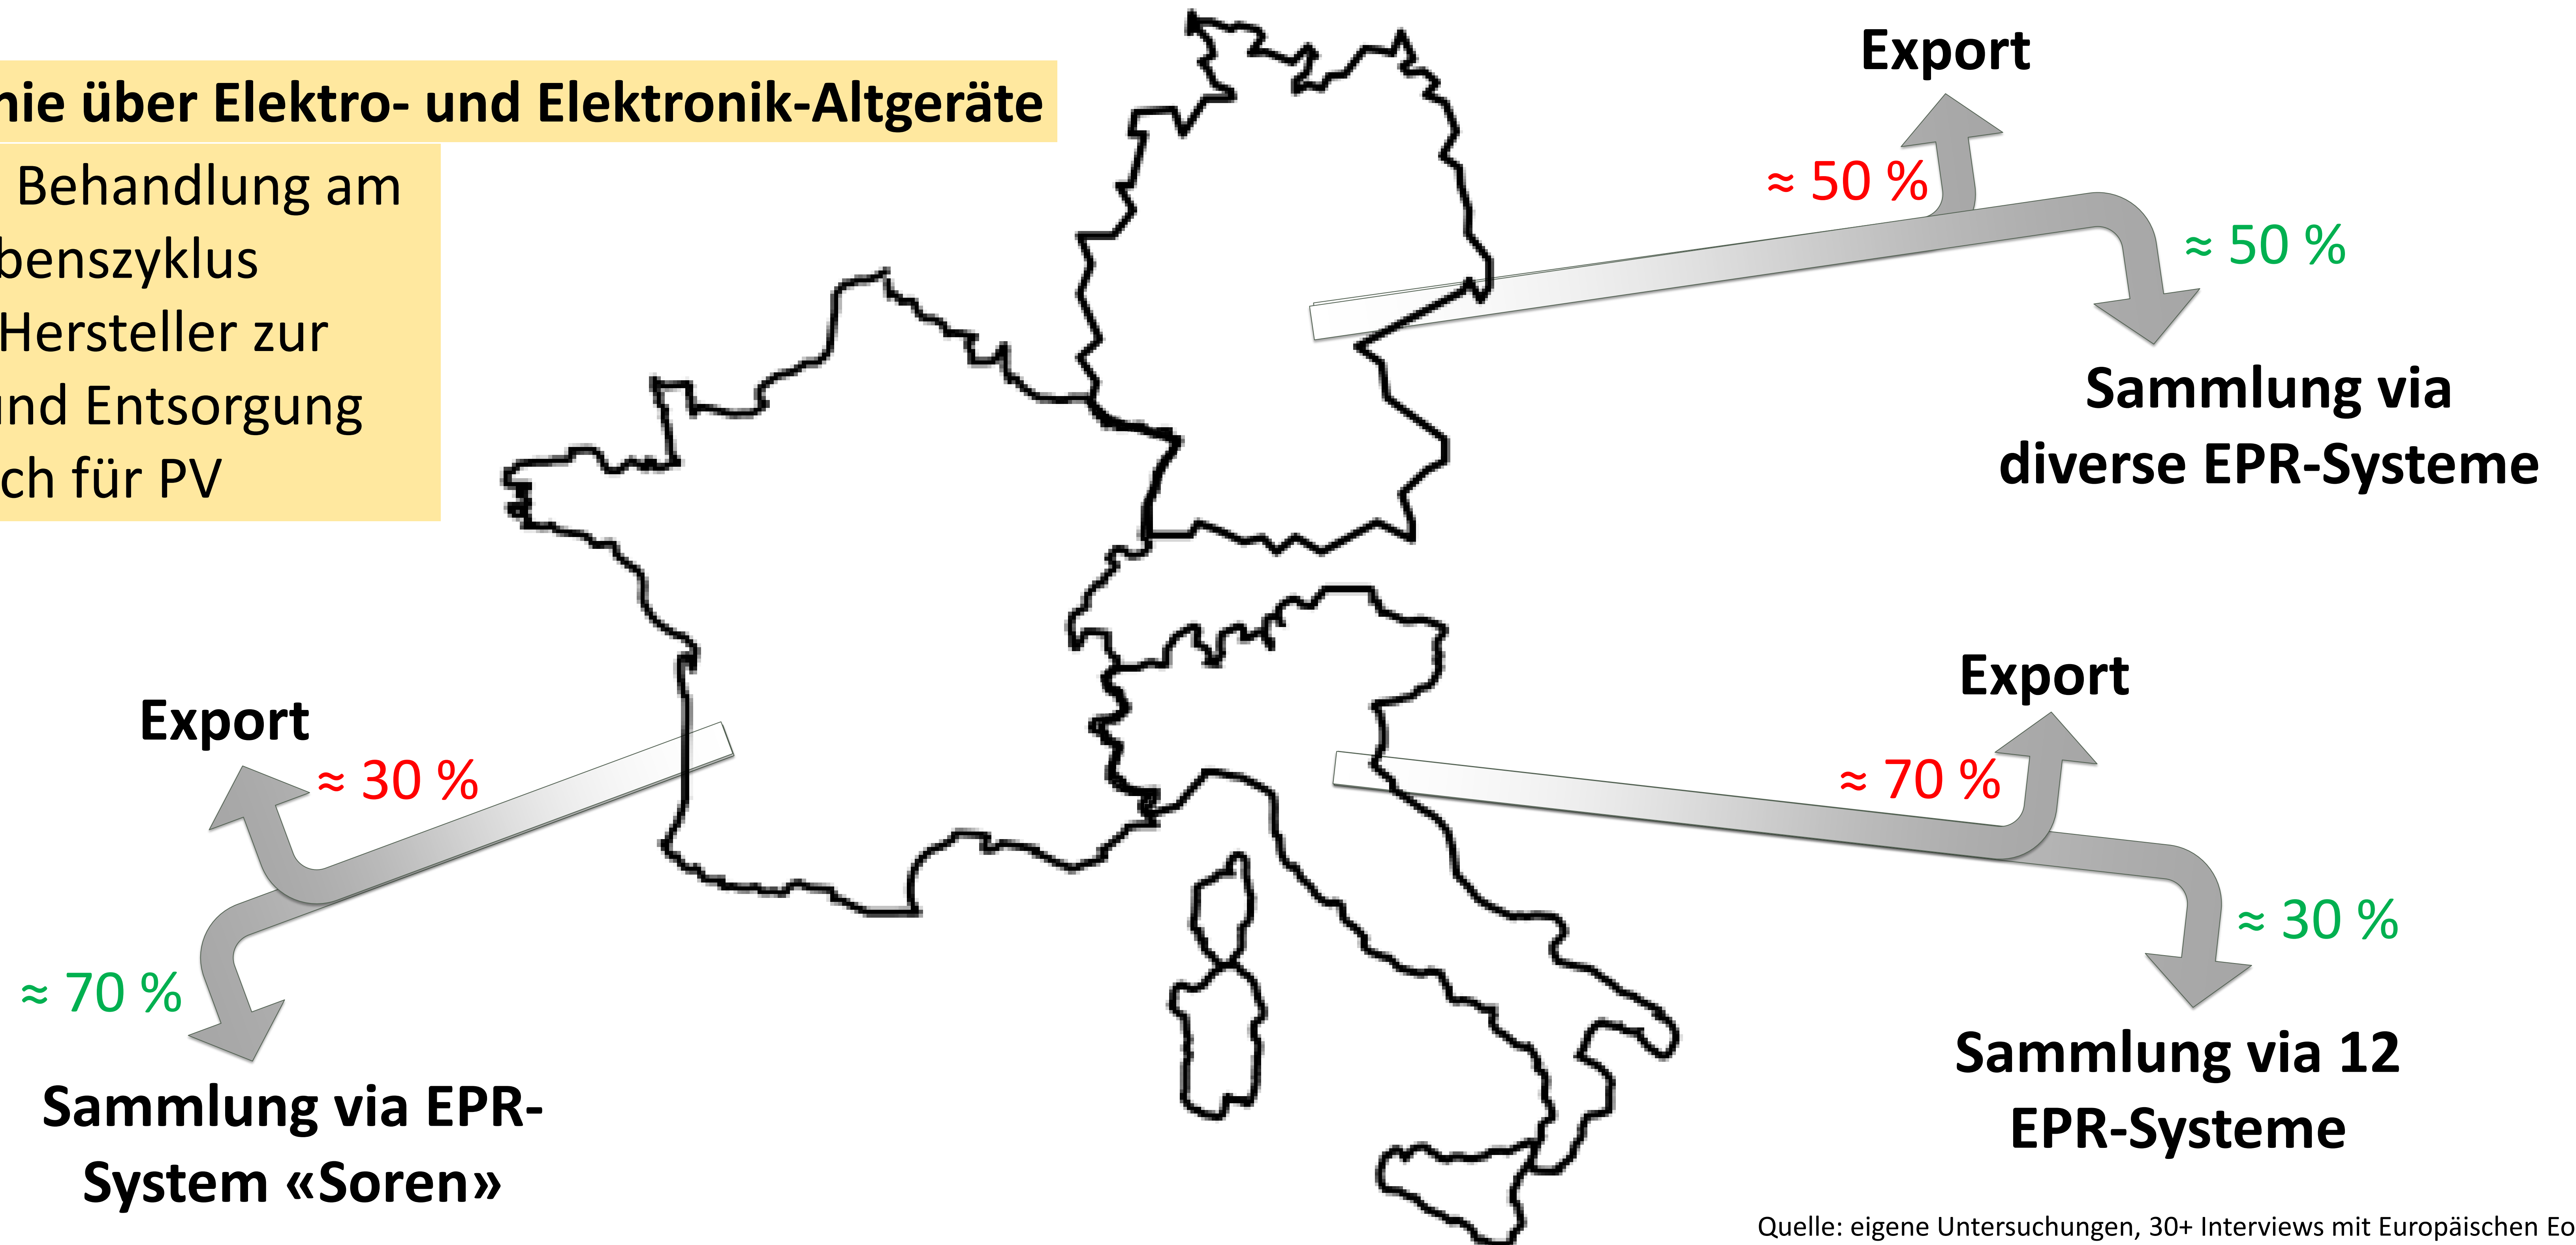 nie über Elektro- und Elektronik-Altgeräte
Behandlung am
benszyklus
Hersteller zur
und Entsorgung
ch für PV
Export
≈ 50 %
≈ 50 %
Sammlung via
diverse EPR-Systeme
Export
≈ 30 %
≈ 70 %
Sammlung via EPR-
System «Soren»
Export
≈ 70 %
≈ 30 %
Sammlung via 12
EPR-Systeme
Quelle: eigene Untersuchungen, 30+ Interviews mit Europäischen Eo